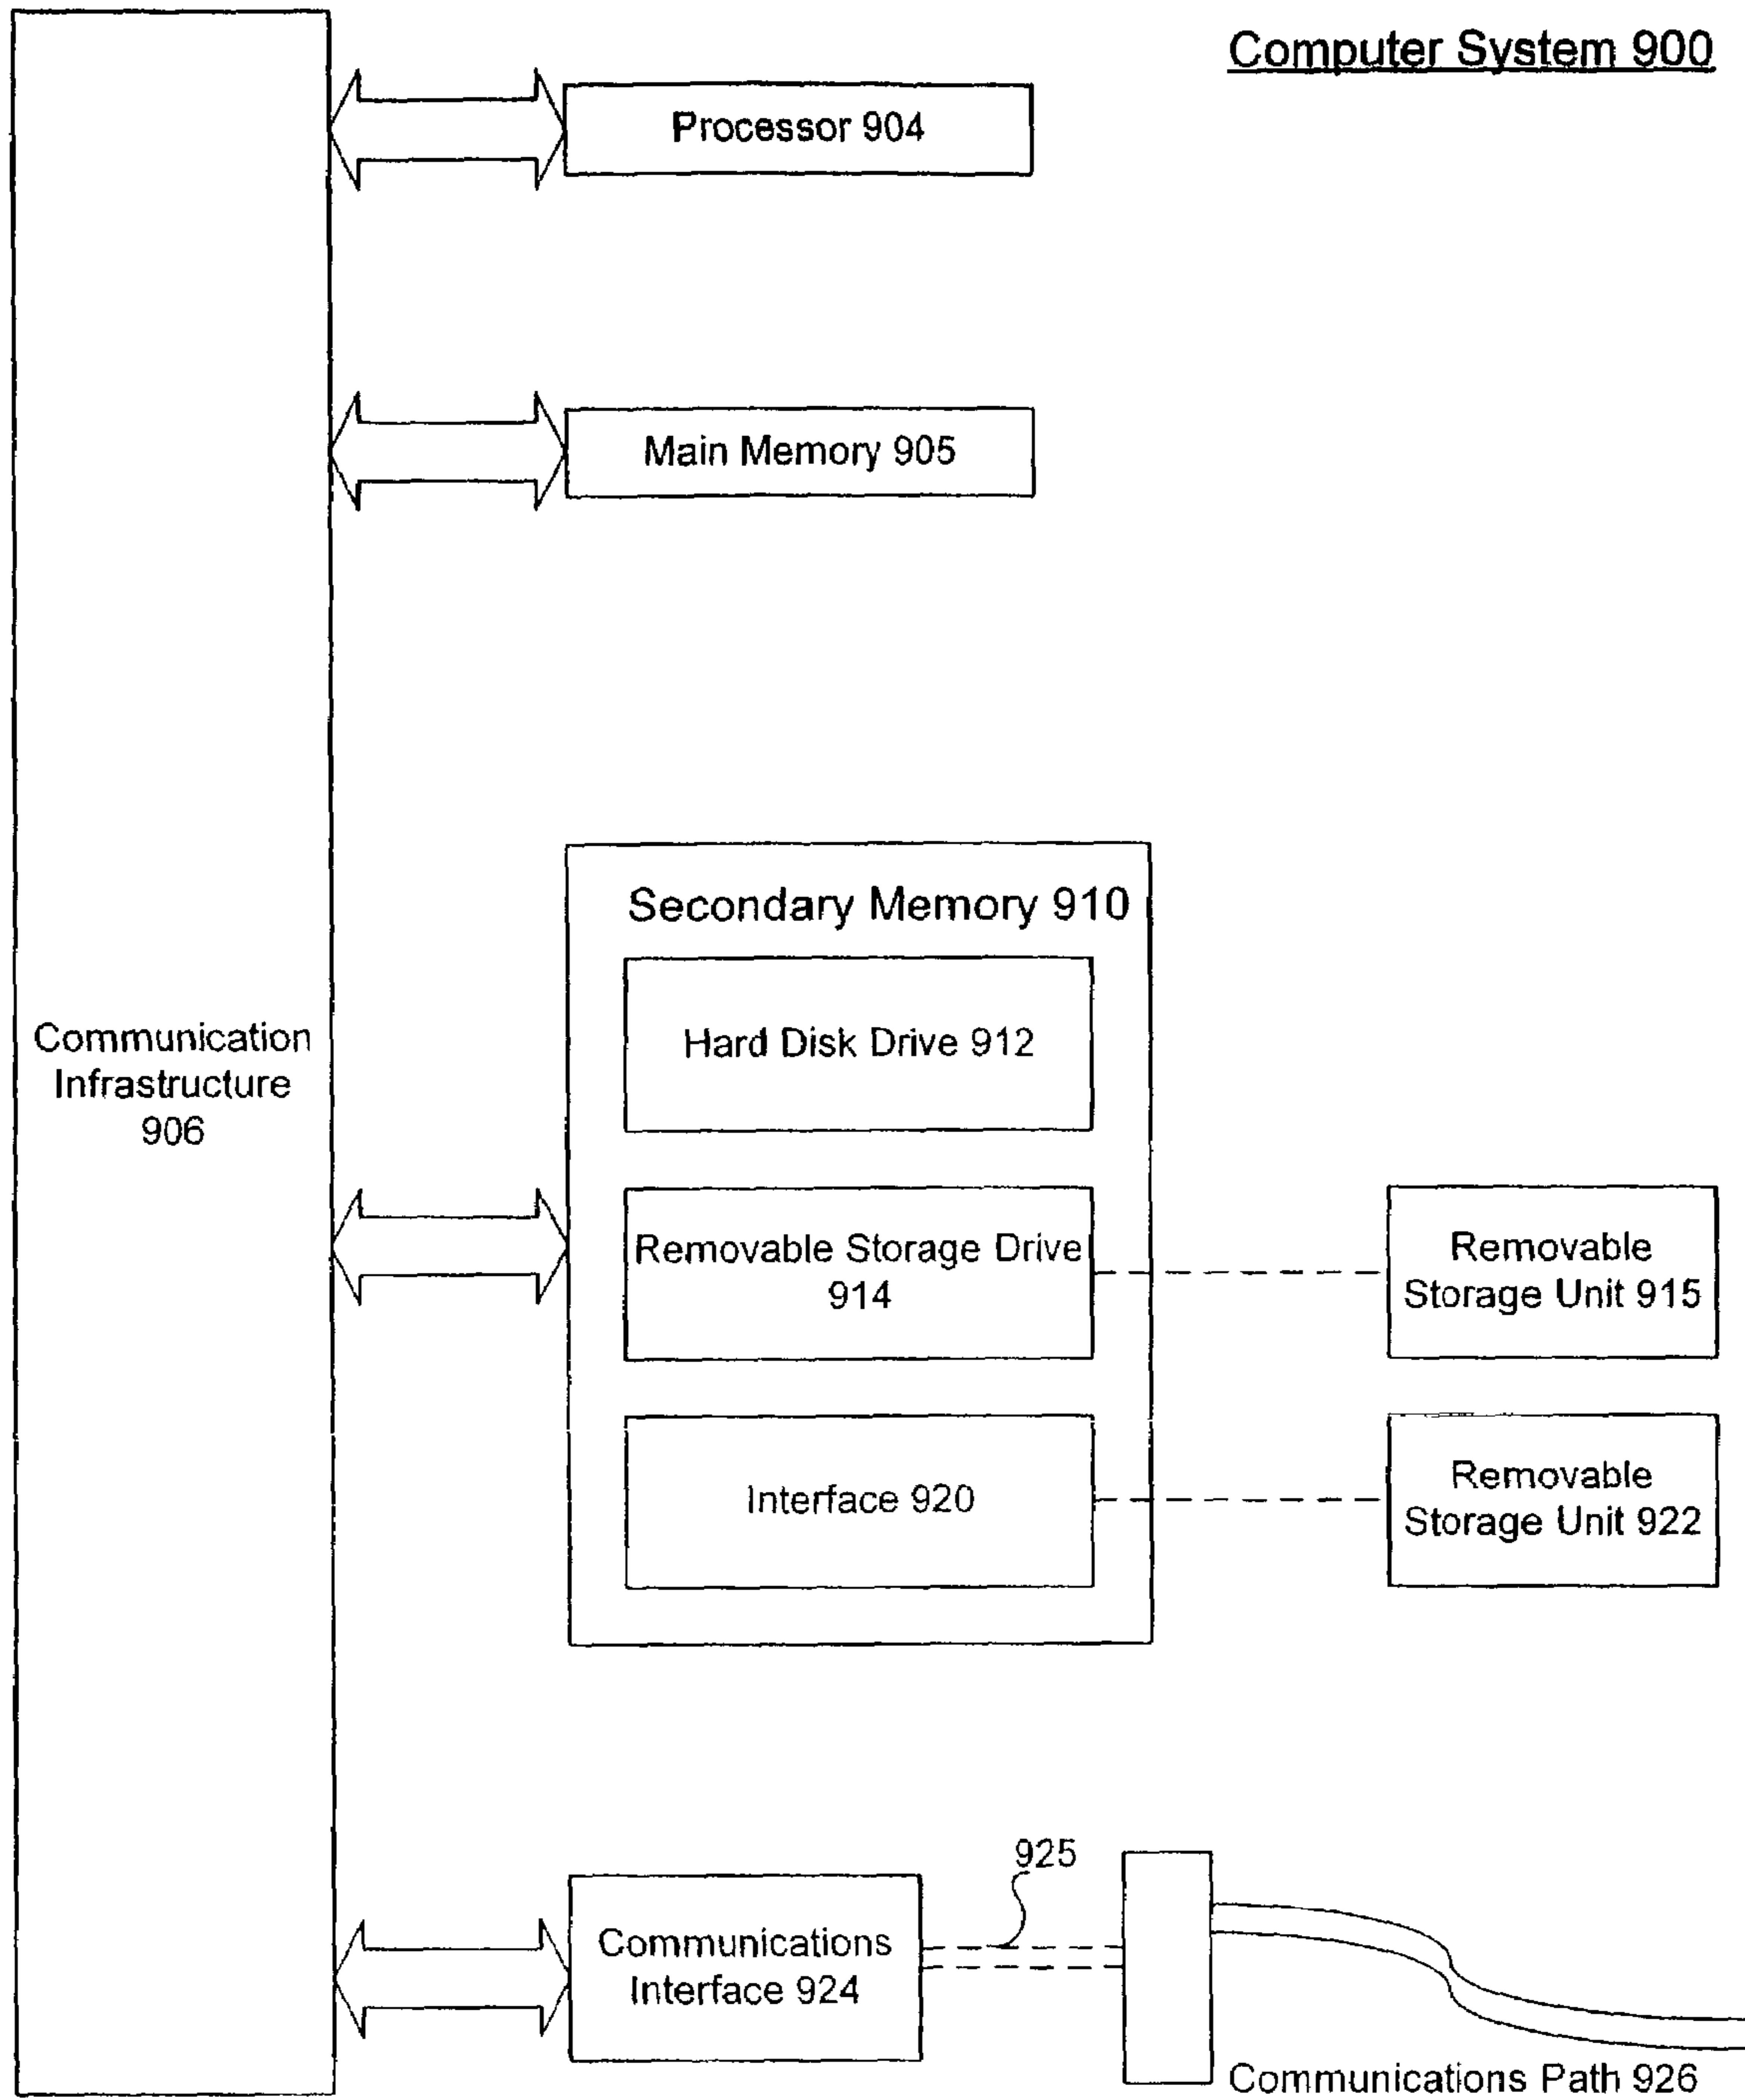 Computer System 900
Processor 904
Main Memory 905
Communication
Infrastructure
906
Secondary Memory 910
Hard Disk Drive 912
Removable Storage Drive
914
Removable
Storage Unit 915
Interface 920
Removable
Storage Unit 922
925
Communications
Interface 924
Communications Path 926